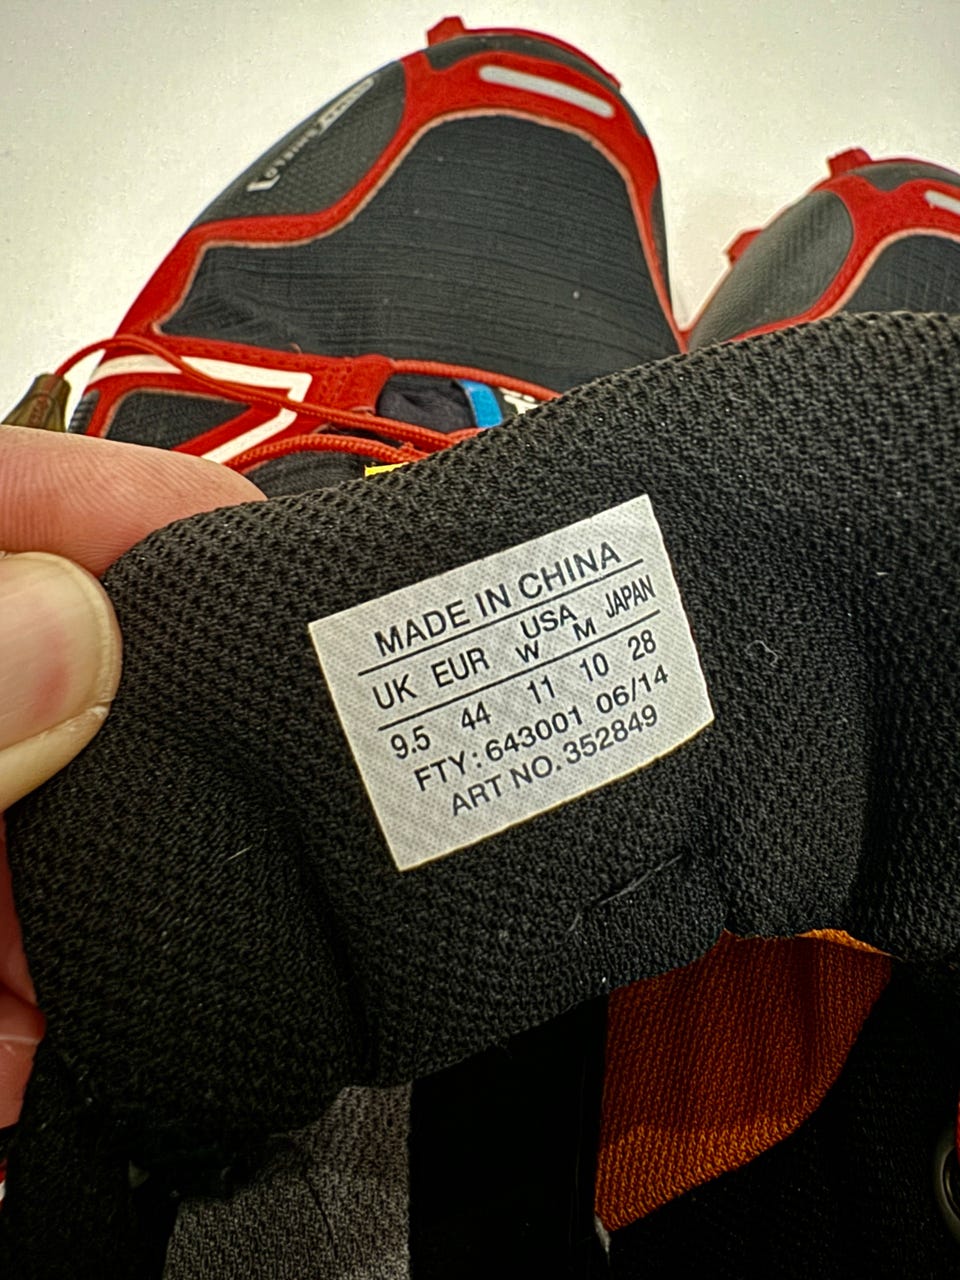 MADE IN CHINA
USA
UK EUR W M JAPAN
9.5 44 11 10 28
FTY: 643001 06/14
ART NO. 352849